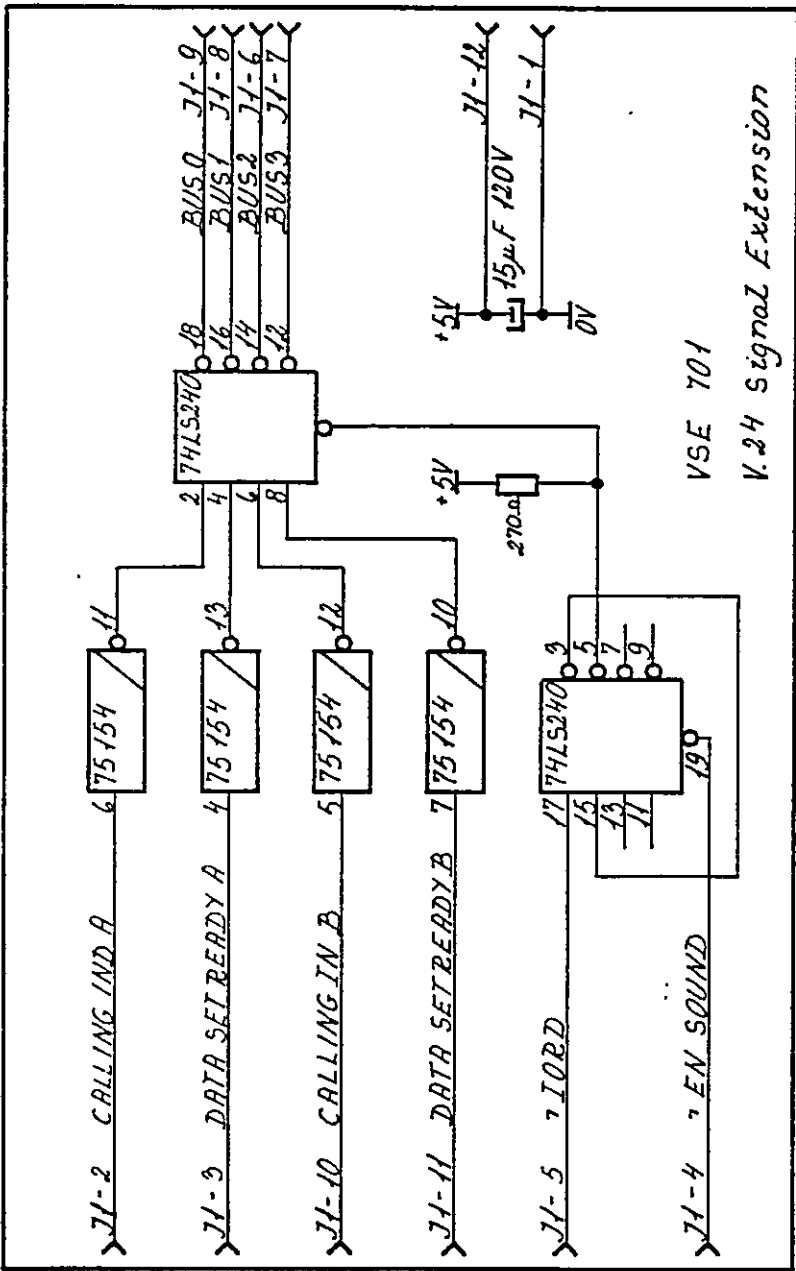 J1-2 CALLING IND A
6 75154 11
J1-3 DATA SET READY A
4 75154 13
J1-10 CALLING IN B
5 75154 12
J1-11 DATA SET READY B
7 75154 10
2
4
6
8
74LS240
18
16
14
12
BUS0 J1-9
BUS1 J1-8
BUS2 J1-6
BUS3 J1-7
J1-5 ¬ IORD
J1-4 ¬ EN SOUND
17
15
13
11
74LS240
19
3
5
7
9
+5V
270Ω
+5V
15µF 120V
0V
J1-12
J1-1
VSE 701
V.24 Signal Extension